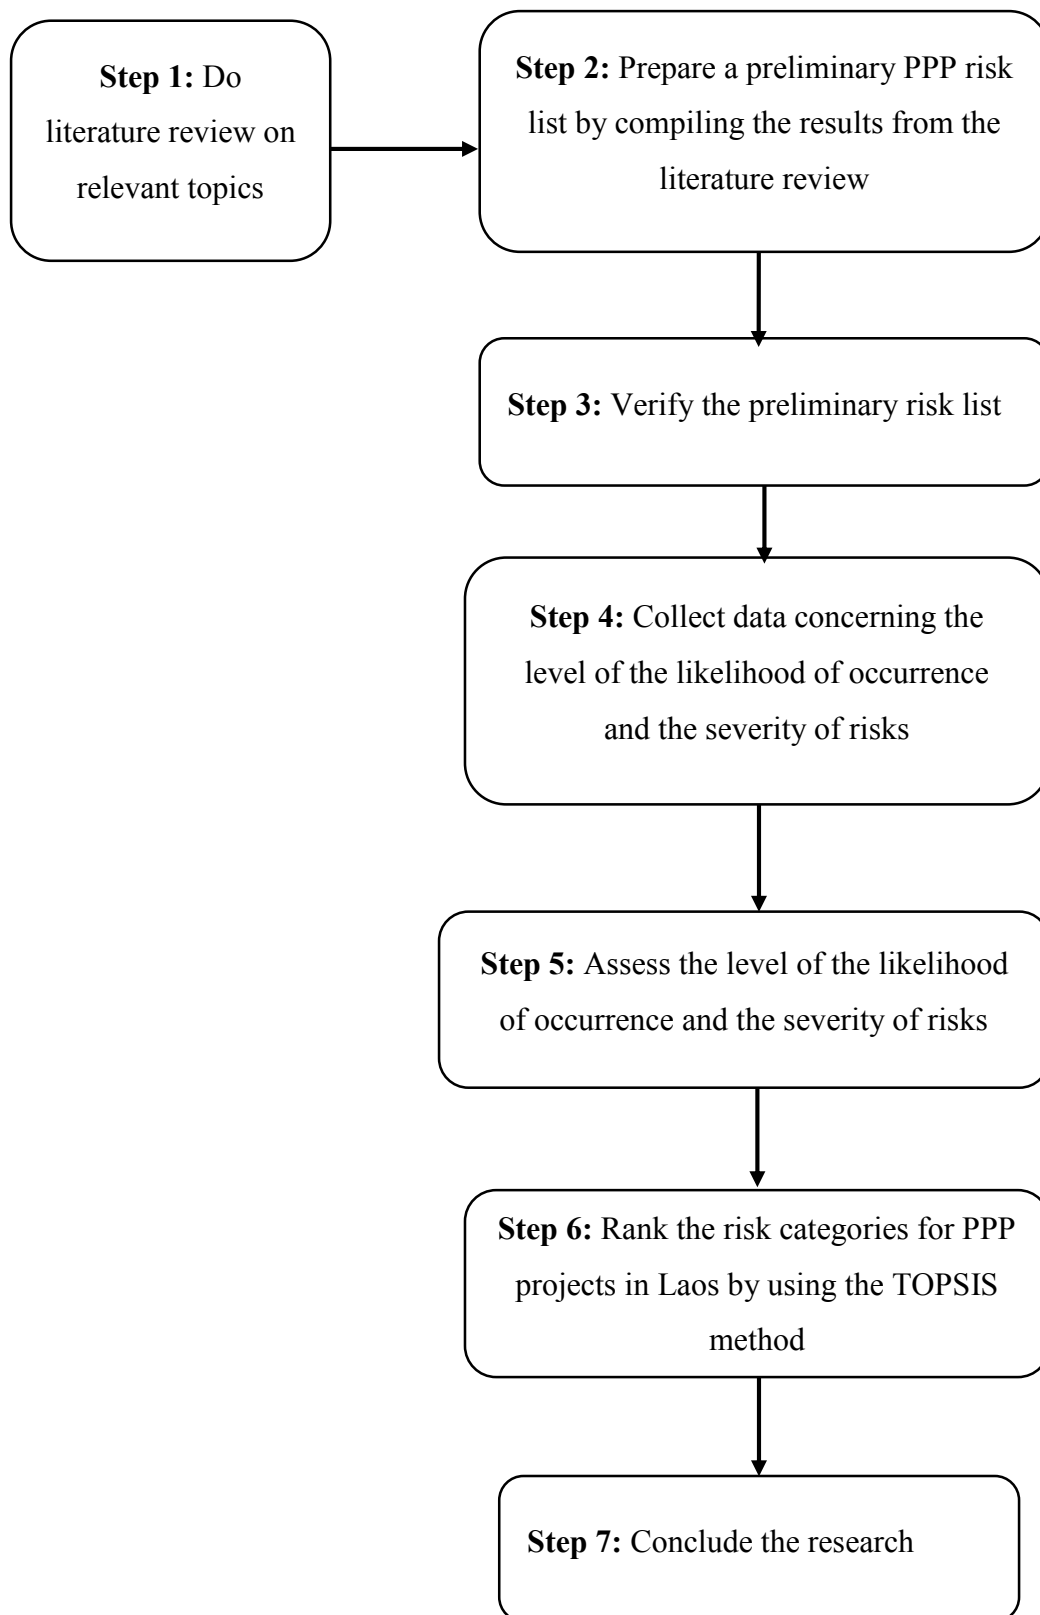 Step 1: Do
literature review on
relevant topics
Step 2: Prepare a preliminary PPP risk
list by compiling the results from the
literature review
Step 3: Verify the preliminary risk list
Step 4: Collect data concerning the
level of the likelihood of occurrence
and the severity of risks
Step 5: Assess the level of the likelihood
of occurrence and the severity of risks
Step 6: Rank the risk categories for PPP
projects in Laos by using the TOPSIS
method
Step 7: Conclude the research